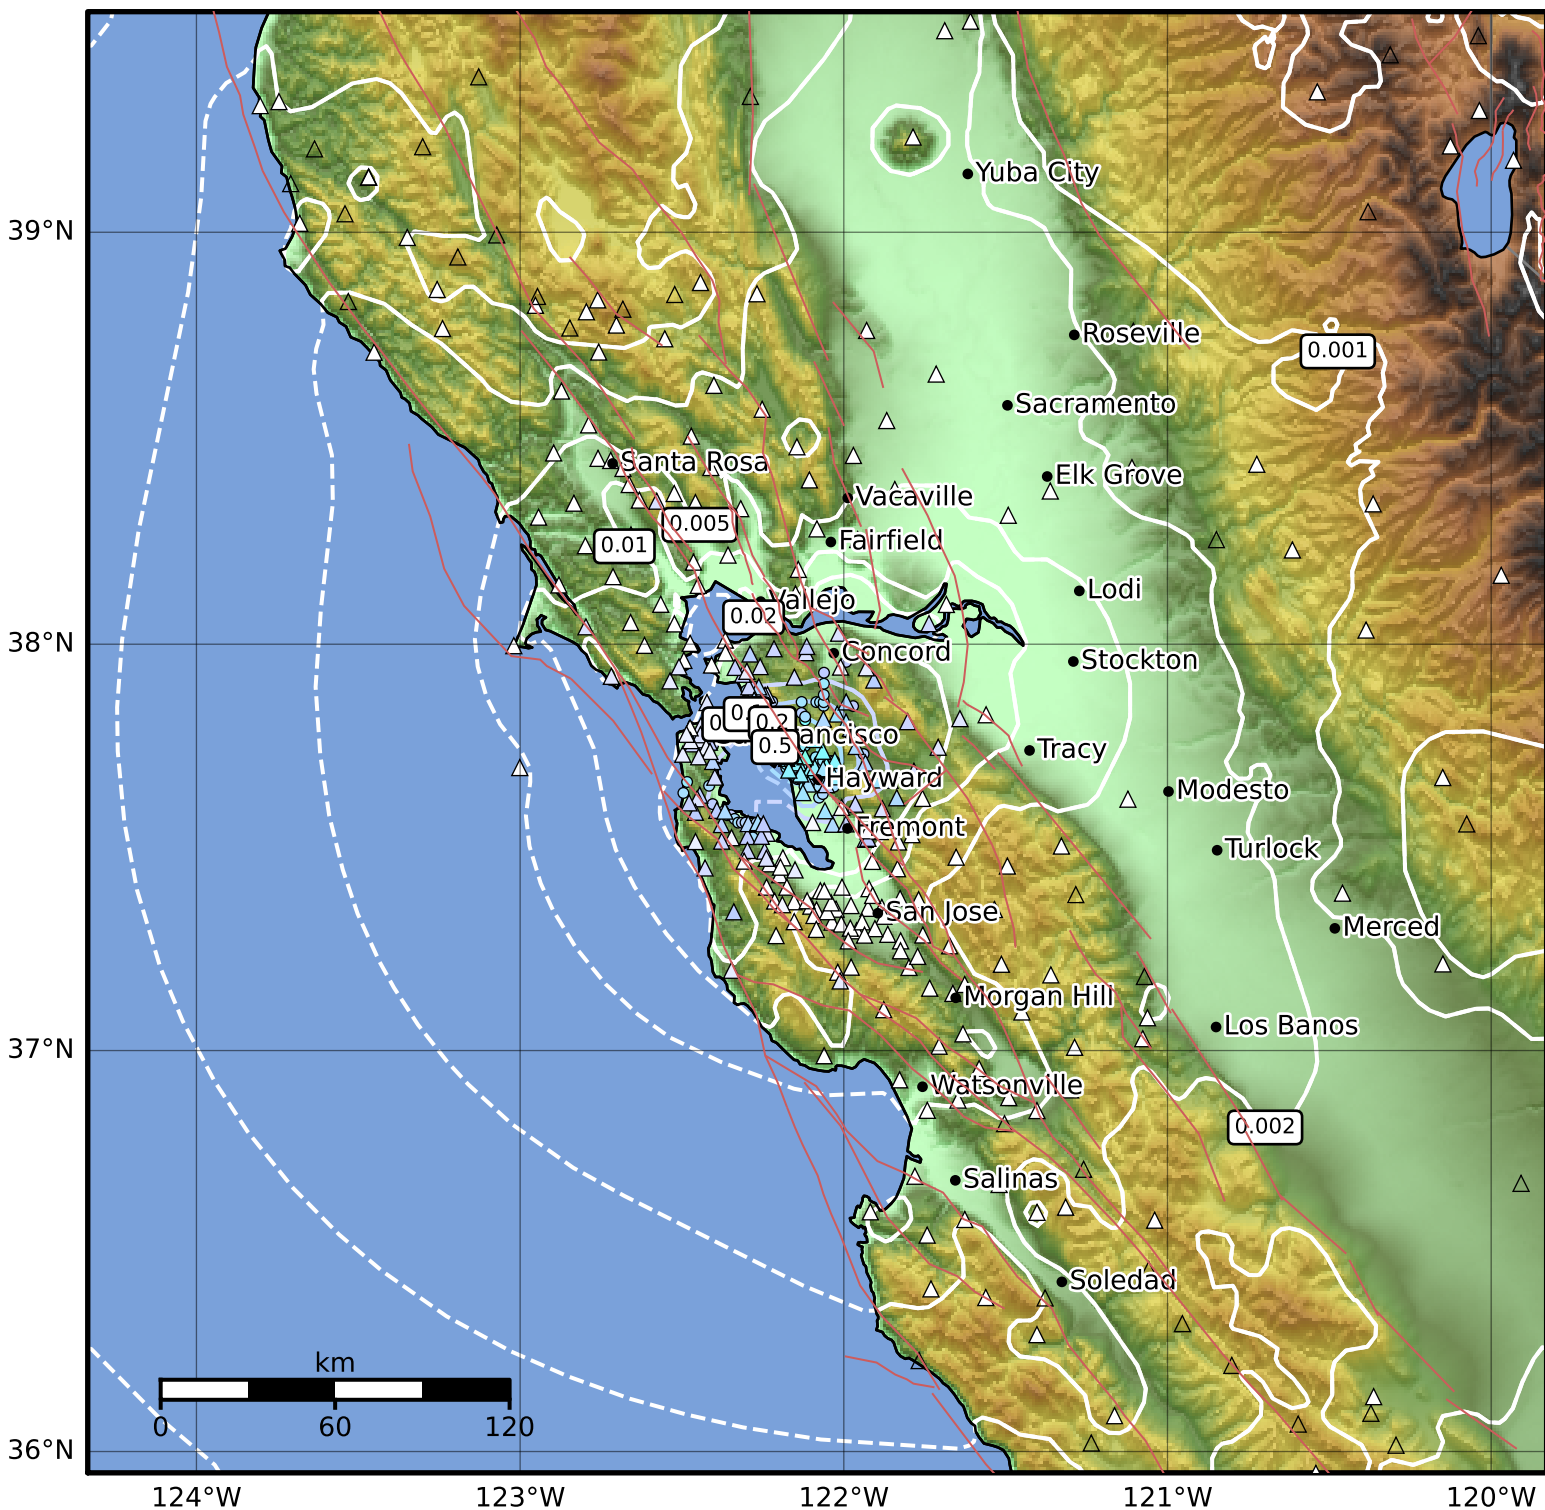 Yuba City
39°N
Roseville
0.001
Sacramento
Santa Rosa
Elk Grove
Vacaville
0.005
0.01
Fairfield
Lodi
Vallejo
0.02
38°N
Concord
Stockton
0.2
0.5
Tracy
Hayward
Modesto
Fremont
Turlock
San Jose
Merced
Morgan Hill
Los Banos
37°N
Watsonville
0.002
Salinas
Soledad
km
0 60 120
36°N
124°W 123°W 122°W 121°W 120°W